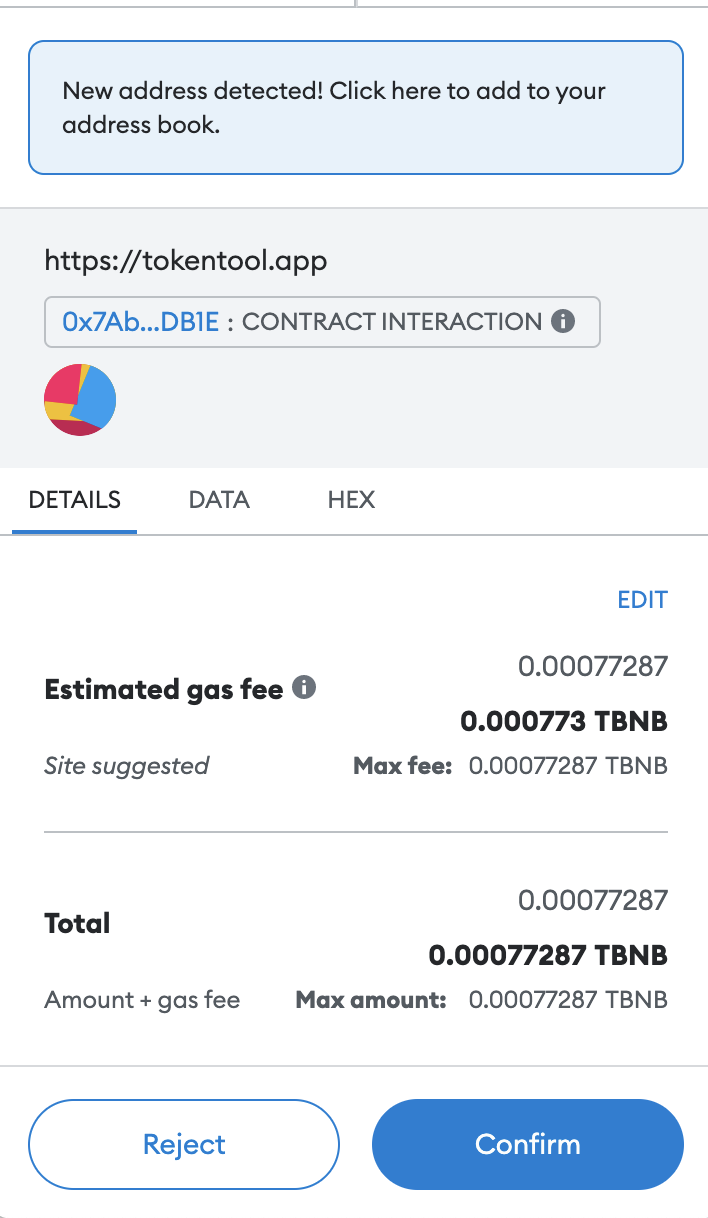 New address detected! Click here to add to your
address book.
https://tokentool.app
0x7Ab...DB1E : CONTRACT INTERACTION
DETAILS DATA HEX
EDIT
0.00077287
Estimated gas fee
0.000773 TBNB
Site suggested Max fee: 0.00077287 TBNB
0.00077287
Total
0.00077287 TBNB
Amount + gas fee Max amount: 0.00077287 TBNB
Reject Confirm